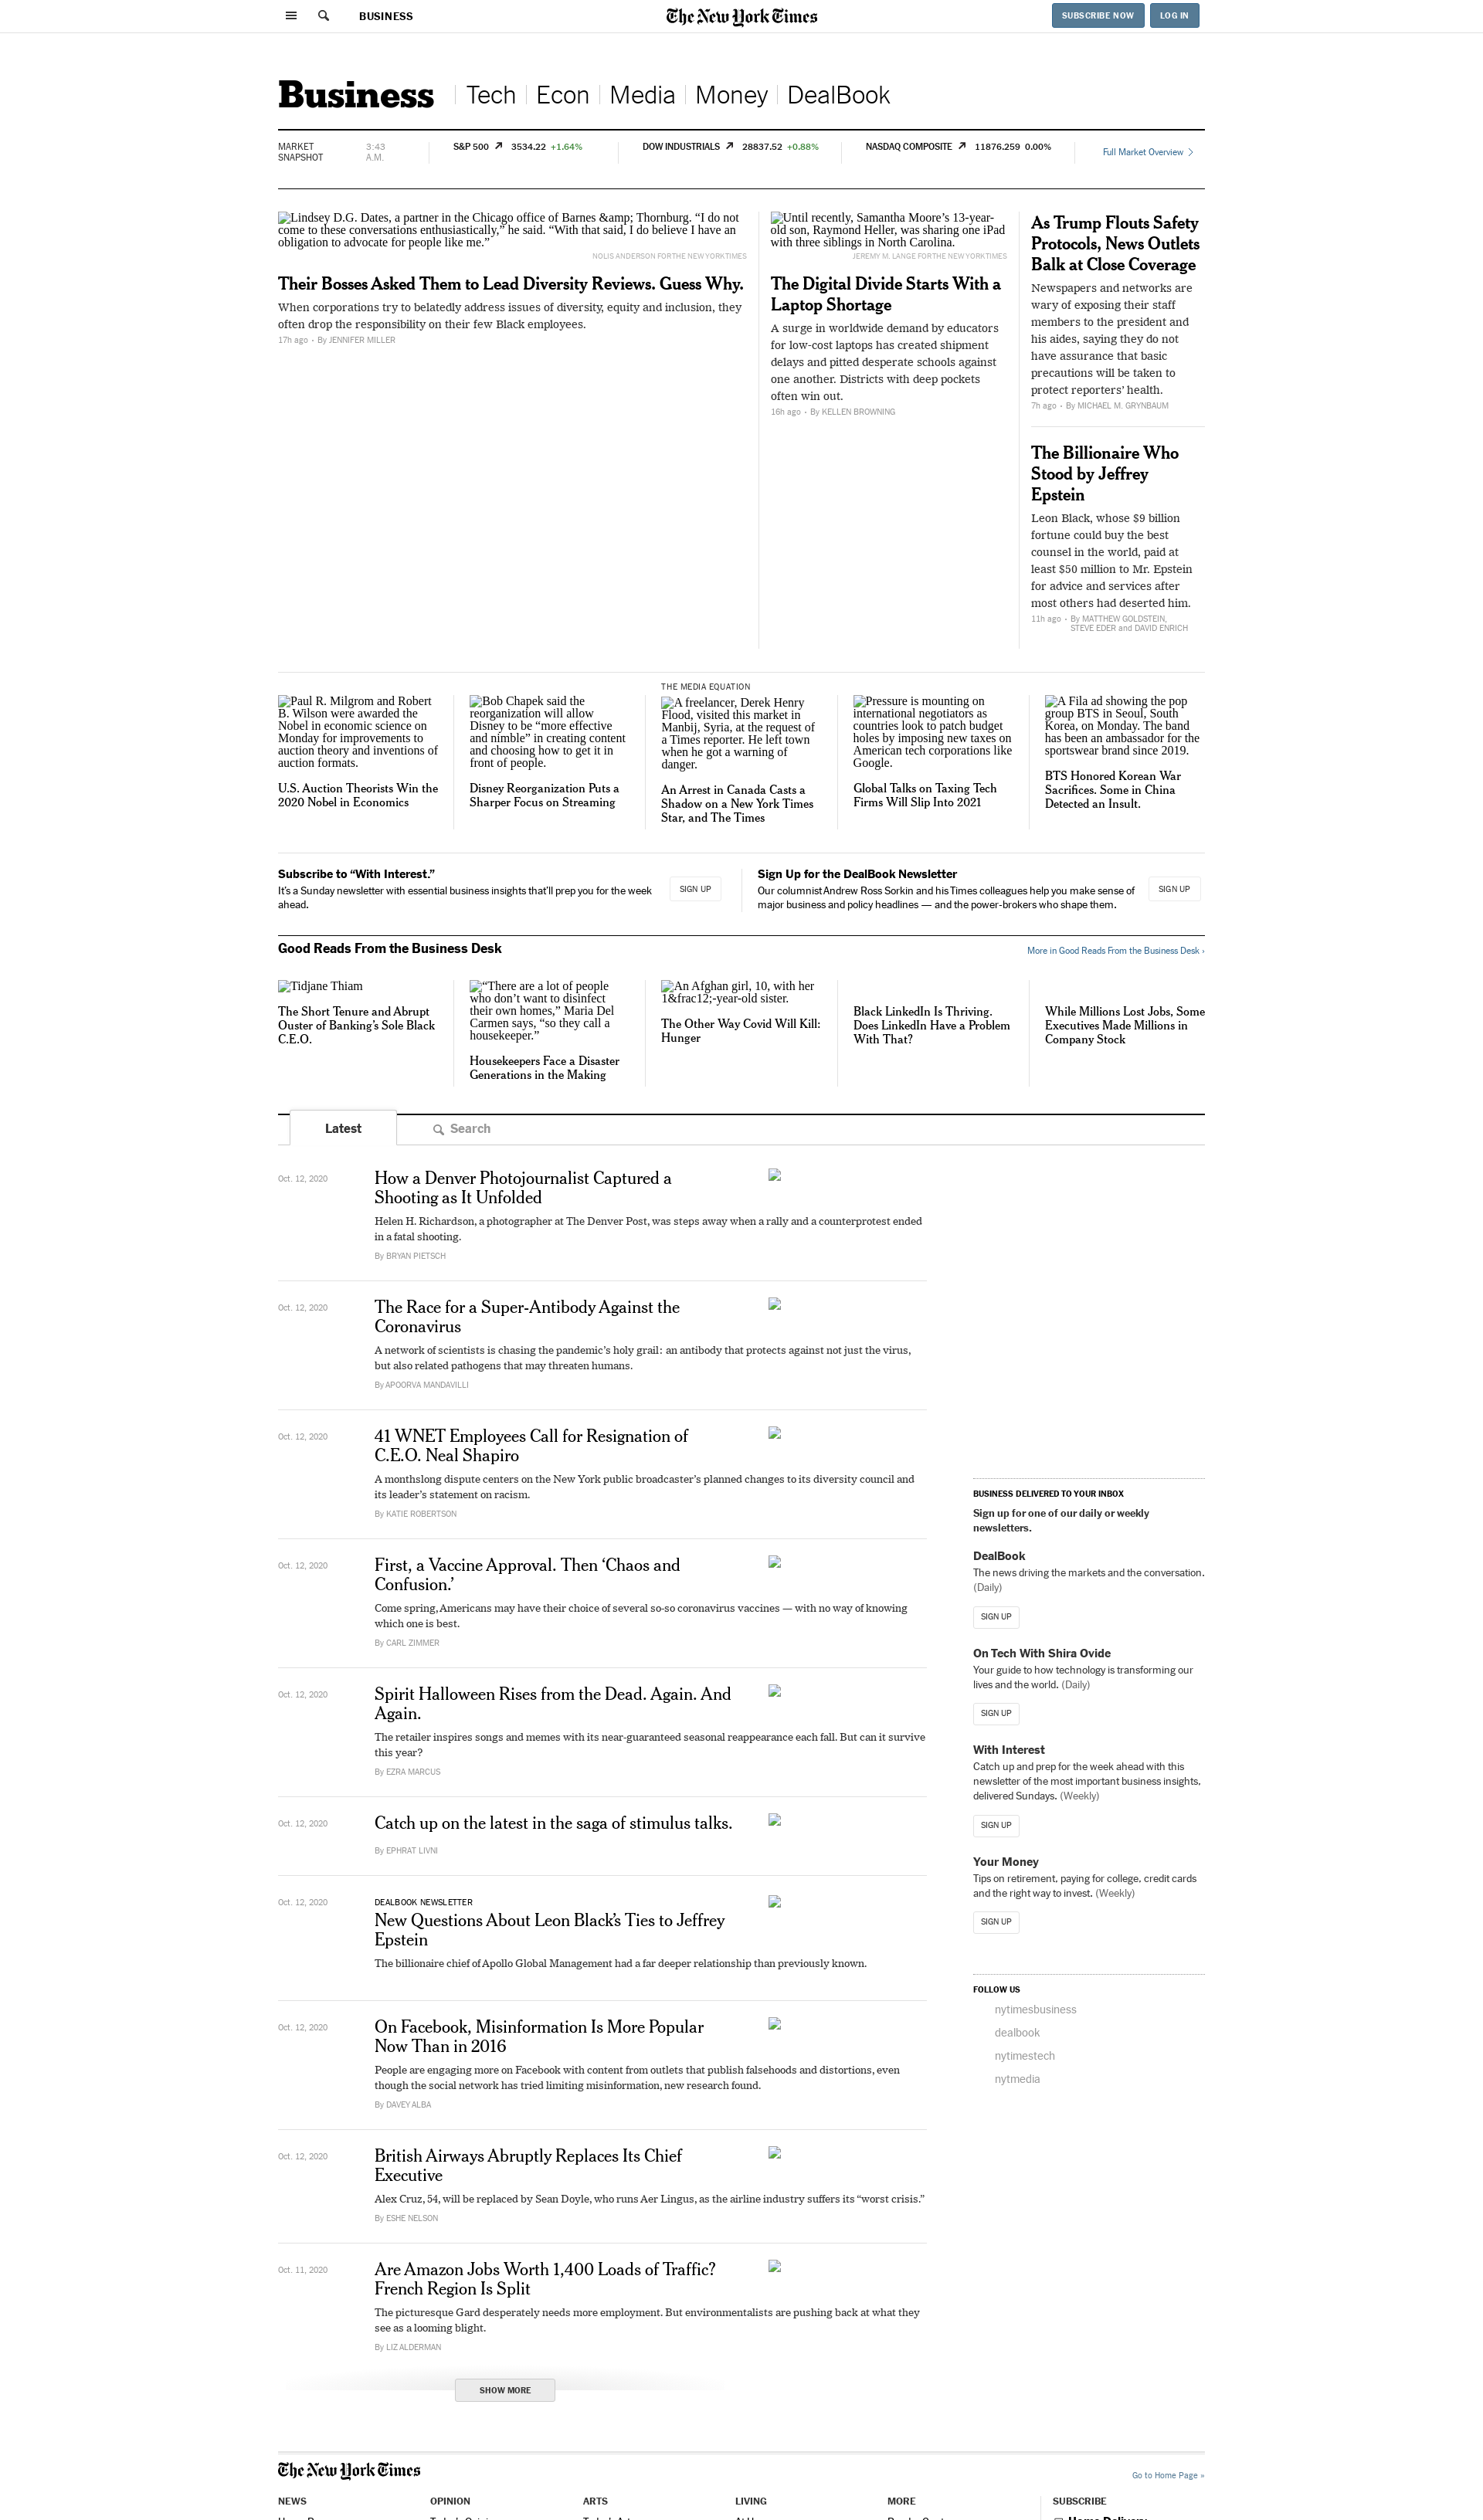 BUSINESS
The New York Times
SUBSCRIBE NOW
LOG IN
Business
Tech
Econ
Media
Money
DealBook
MARKET
SNAPSHOT
3:43
A.M.
S&P 500 3534.22 +1.64%
DOW INDUSTRIALS 28837.52 +0.88%
NASDAQ COMPOSITE 11876.259 0.00%
Full Market Overview
Lindsey D.G. Dates, a partner in the Chicago office of Barnes &amp; Thornburg. “I do not
come to these conversations enthusiastically,” he said. “With that said, I do believe I have an
obligation to advocate for people like me.”
NOLIS ANDERSON FOR THE NEW YORK TIMES
Their Bosses Asked Them to Lead Diversity Reviews. Guess Why.
When corporations try to belatedly address issues of diversity, equity and inclusion, they
often drop the responsibility on their few Black employees.
17h ago • By JENNIFER MILLER
Until recently, Samantha Moore’s 13-year-
old son, Raymond Heller, was sharing one iPad
with three siblings in North Carolina.
JEREMY M. LANGE FOR THE NEW YORK TIMES
The Digital Divide Starts With a
Laptop Shortage
A surge in worldwide demand by educators
for low-cost laptops has created shipment
delays and pitted desperate schools against
one another. Districts with deep pockets
often win out.
16h ago • By KELLEN BROWNING
As Trump Flouts Safety
Protocols, News Outlets
Balk at Close Coverage
Newspapers and networks are
wary of exposing their staff
members to the president and
his aides, saying they do not
have assurance that basic
precautions will be taken to
protect reporters’ health.
7h ago • By MICHAEL M. GRYNBAUM
The Billionaire Who
Stood by Jeffrey
Epstein
Leon Black, whose $9 billion
fortune could buy the best
counsel in the world, paid at
least $50 million to Mr. Epstein
for advice and services after
most others had deserted him.
11h ago • By MATTHEW GOLDSTEIN,
STEVE EDER and DAVID ENRICH
Paul R. Milgrom and Robert
B. Wilson were awarded the
Nobel in economic science on
Monday for improvements to
auction theory and inventions of
auction formats.
U.S. Auction Theorists Win the
2020 Nobel in Economics
Bob Chapek said the
reorganization will allow
Disney to be “more effective
and nimble” in creating content
and choosing how to get it in
front of people.
Disney Reorganization Puts a
Sharper Focus on Streaming
THE MEDIA EQUATION
A freelancer, Derek Henry
Flood, visited this market in
Manbij, Syria, at the request of
a Times reporter. He left town
when he got a warning of
danger.
An Arrest in Canada Casts a
Shadow on a New York Times
Star, and The Times
Pressure is mounting on
international negotiators as
countries look to patch budget
holes by imposing new taxes on
American tech corporations like
Google.
Global Talks on Taxing Tech
Firms Will Slip Into 2021
A Fila ad showing the pop
group BTS in Seoul, South
Korea, on Monday. The band
has been an ambassador for the
sportswear brand since 2019.
BTS Honored Korean War
Sacrifices. Some in China
Detected an Insult.
Subscribe to “With Interest.”
It’s a Sunday newsletter with essential business insights that’ll prep you for the week
ahead.
SIGN UP
Sign Up for the DealBook Newsletter
Our columnist Andrew Ross Sorkin and his Times colleagues help you make sense of
major business and policy headlines — and the power-brokers who shape them.
SIGN UP
Good Reads From the Business Desk
More in Good Reads From the Business Desk ›
Tidjane Thiam
The Short Tenure and Abrupt
Ouster of Banking’s Sole Black
C.E.O.
“There are a lot of people
who don’t want to disinfect
their own homes,” Maria Del
Carmen says, “so they call a
housekeeper.”
Housekeepers Face a Disaster
Generations in the Making
An Afghan girl, 10, with her
1&frac12;-year-old sister.
The Other Way Covid Will Kill:
Hunger
Black LinkedIn Is Thriving.
Does LinkedIn Have a Problem
With That?
While Millions Lost Jobs, Some
Executives Made Millions in
Company Stock
Latest
Search
Oct. 12, 2020
How a Denver Photojournalist Captured a
Shooting as It Unfolded
Helen H. Richardson, a photographer at The Denver Post, was steps away when a rally and a counterprotest ended
in a fatal shooting.
By BRYAN PIETSCH
Oct. 12, 2020
The Race for a Super-Antibody Against the
Coronavirus
A network of scientists is chasing the pandemic’s holy grail: an antibody that protects against not just the virus,
but also related pathogens that may threaten humans.
By APOORVA MANDAVILLI
Oct. 12, 2020
41 WNET Employees Call for Resignation of
C.E.O. Neal Shapiro
A monthslong dispute centers on the New York public broadcaster’s planned changes to its diversity council and
its leader’s statement on racism.
By KATIE ROBERTSON
Oct. 12, 2020
First, a Vaccine Approval. Then ‘Chaos and
Confusion.’
Come spring, Americans may have their choice of several so-so coronavirus vaccines — with no way of knowing
which one is best.
By CARL ZIMMER
Oct. 12, 2020
Spirit Halloween Rises from the Dead. Again. And
Again.
The retailer inspires songs and memes with its near-guaranteed seasonal reappearance each fall. But can it survive
this year?
By EZRA MARCUS
Oct. 12, 2020
Catch up on the latest in the saga of stimulus talks.
By EPHRAT LIVNI
Oct. 12, 2020
DEALBOOK NEWSLETTER
New Questions About Leon Black’s Ties to Jeffrey
Epstein
The billionaire chief of Apollo Global Management had a far deeper relationship than previously known.
Oct. 12, 2020
On Facebook, Misinformation Is More Popular
Now Than in 2016
People are engaging more on Facebook with content from outlets that publish falsehoods and distortions, even
though the social network has tried limiting misinformation, new research found.
By DAVEY ALBA
Oct. 12, 2020
British Airways Abruptly Replaces Its Chief
Executive
Alex Cruz, 54, will be replaced by Sean Doyle, who runs Aer Lingus, as the airline industry suffers its “worst crisis.”
By ESHE NELSON
Oct. 11, 2020
Are Amazon Jobs Worth 1,400 Loads of Traffic?
French Region Is Split
The picturesque Gard desperately needs more employment. But environmentalists are pushing back at what they
see as a looming blight.
By LIZ ALDERMAN
SHOW MORE
BUSINESS DELIVERED TO YOUR INBOX
Sign up for one of our daily or weekly
newsletters.
DealBook
The news driving the markets and the conversation.
(Daily)
SIGN UP
On Tech With Shira Ovide
Your guide to how technology is transforming our
lives and the world. (Daily)
SIGN UP
With Interest
Catch up and prep for the week ahead with this
newsletter of the most important business insights,
delivered Sundays. (Weekly)
SIGN UP
Your Money
Tips on retirement, paying for college, credit cards
and the right way to invest. (Weekly)
SIGN UP
FOLLOW US
nytimesbusiness
dealbook
nytimestech
nytmedia
The New York Times
Go to Home Page »
NEWS
OPINION
ARTS
LIVING
MORE
SUBSCRIBE